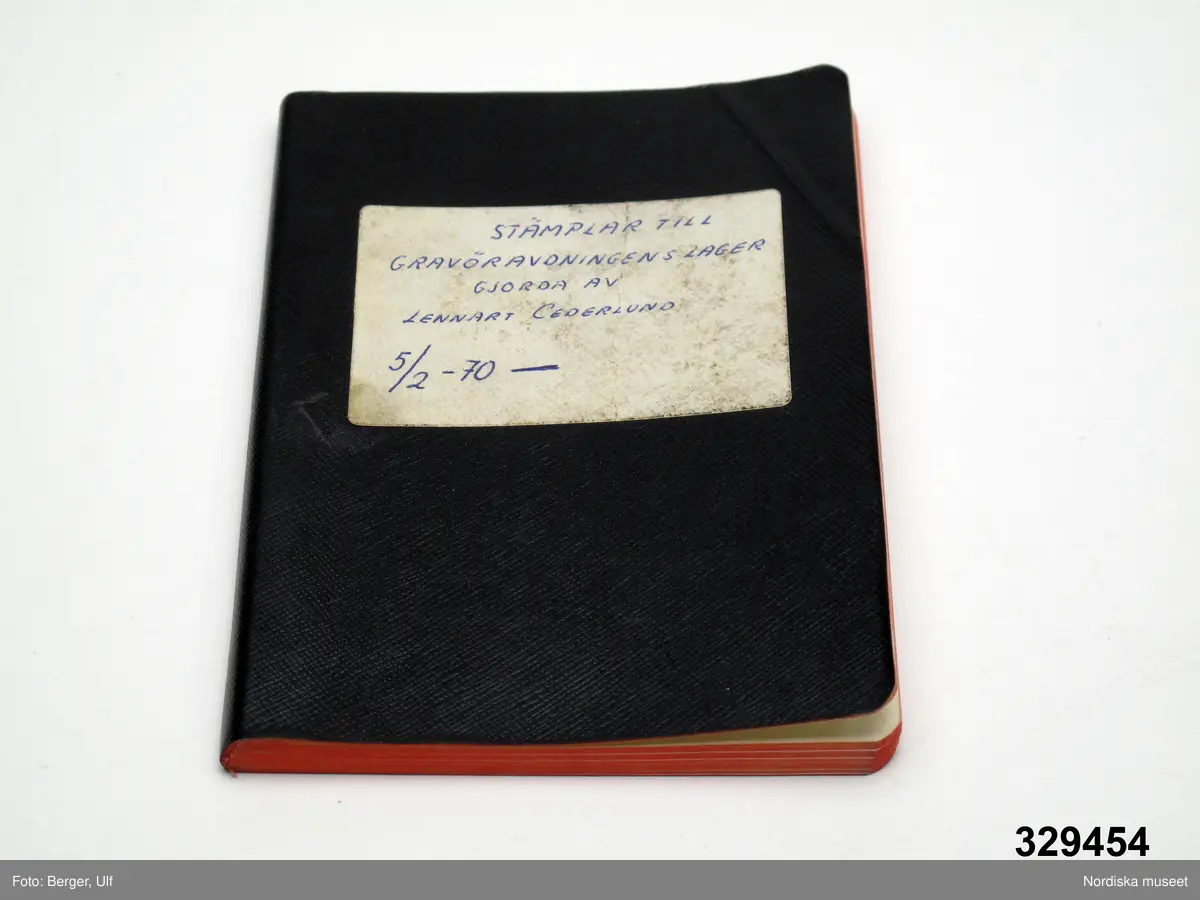 STÄMPLAR TILL
GRAVÖRAVDNINGENS LAGER
GJORDA AV
LENNART CEDERLUND
5/2 - 70 —
329454
Foto: Berger, Ulf
Nordiska museet